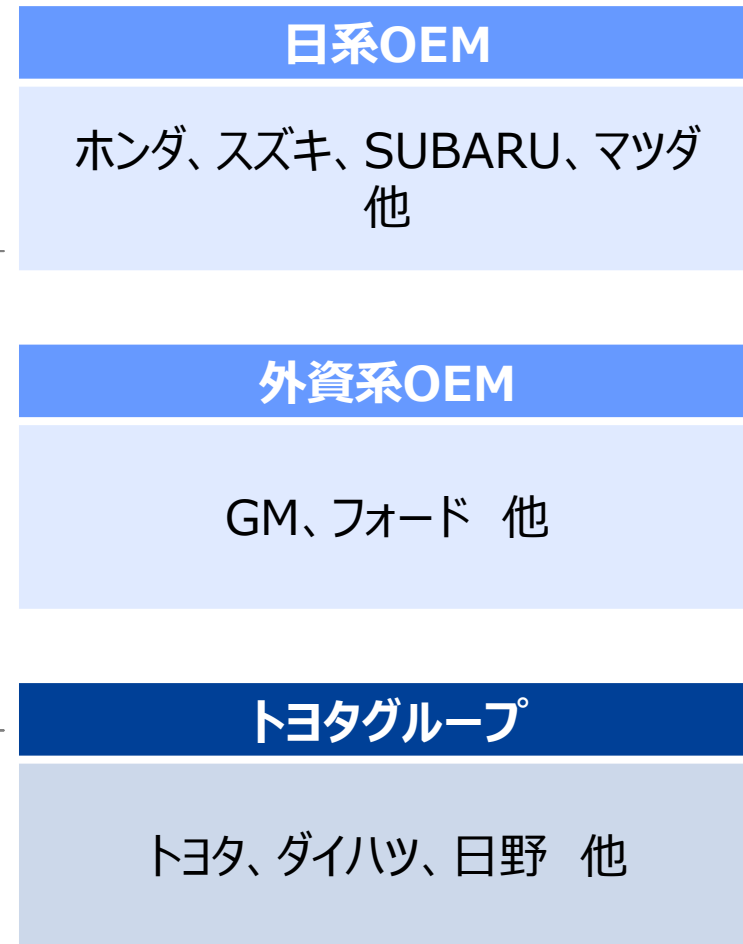 日系OEM
ホンダ、スズキ、SUBARU、マツダ
他
外資系OEM
GM、フォード　他
トヨタグループ
トヨタ、ダイハツ、日野　他